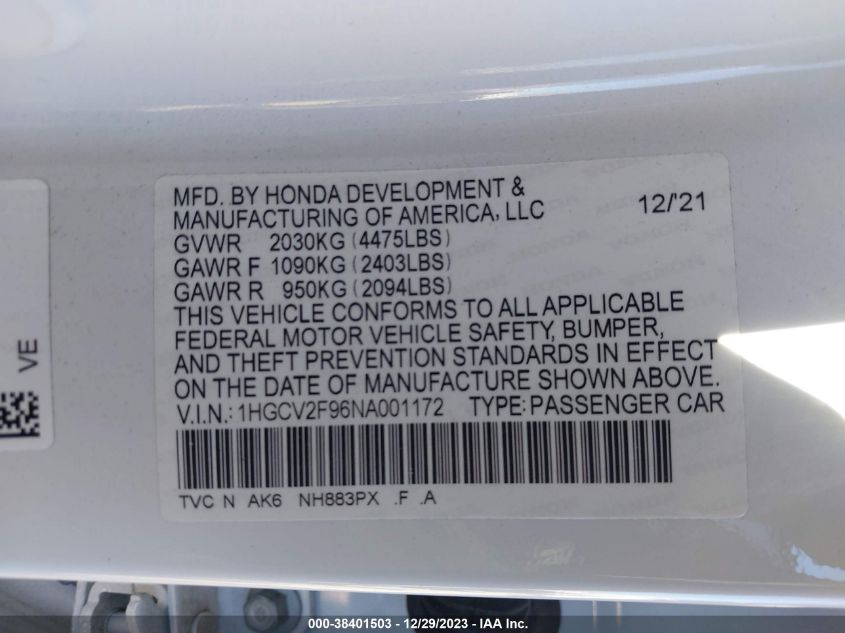 MFD. BY HONDA DEVELOPMENT &
MANUFACTURING OF AMERICA, LLC 12/'21
GVWR 2030KG (4475LBS)
GAWR F 1090KG (2403LBS)
GAWR R 950KG (2094LBS)
THIS VEHICLE CONFORMS TO ALL APPLICABLE
FEDERAL MOTOR VEHICLE SAFETY, BUMPER,
AND THEFT PREVENTION STANDARDS IN EFFECT
ON THE DATE OF MANUFACTURE SHOWN ABOVE.
V.I.N.: 1HGCV2F96NA001172 TYPE: PASSENGER CAR
TVC N AK6 NH883PX .F .A
VE
000-38401503 - 12/29/2023 - IAA Inc.